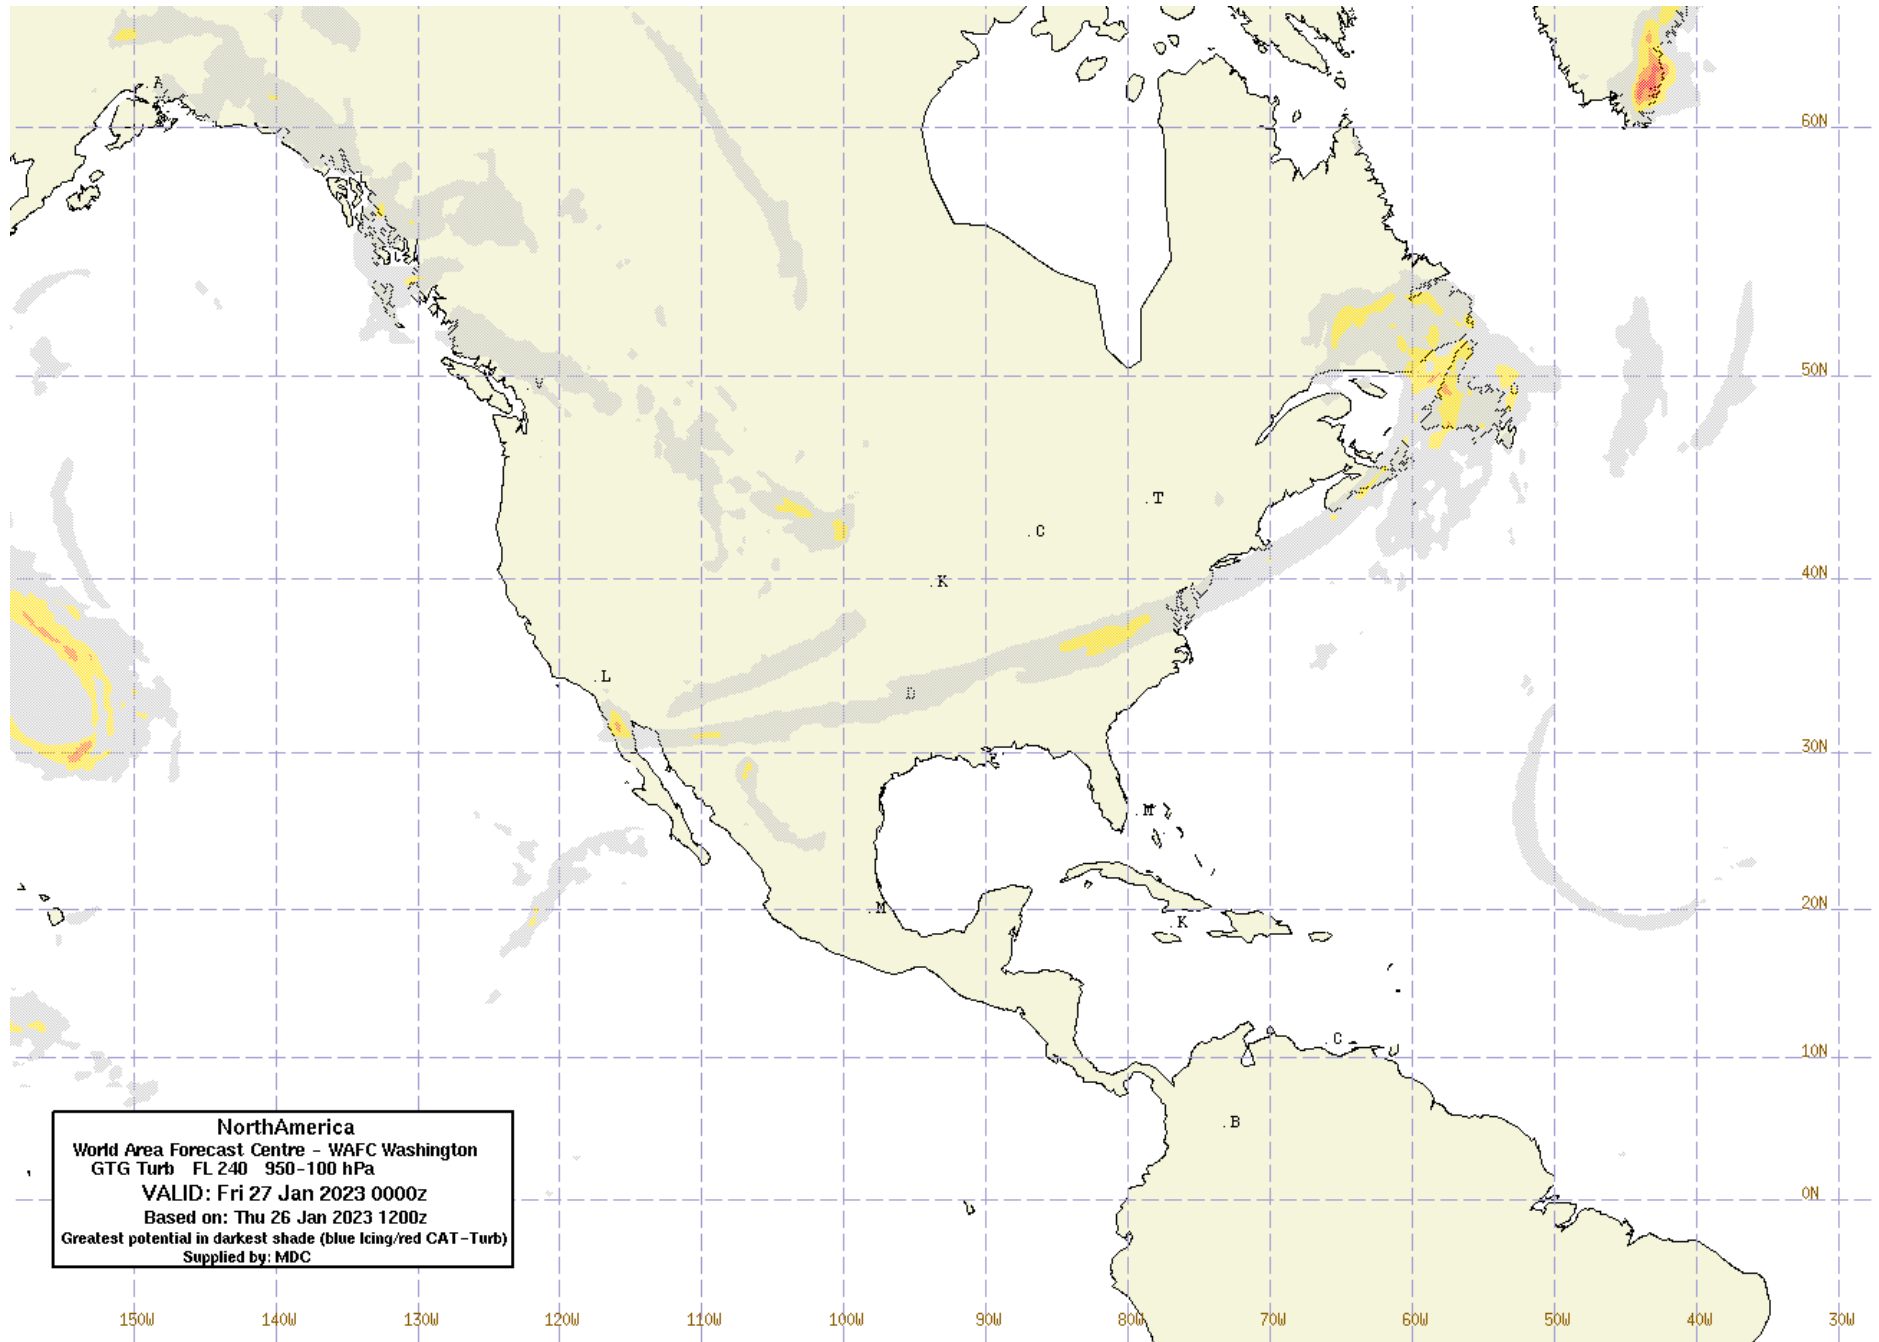 A
60N
V
50N
G
T
C
K
40N
L
D
30N
M
M
20N
K
C
10N
B
NorthAmerica
World Area Forecast Centre - WAFC Washington
GTG Turb FL 240 950-100 hPa
VALID: Fri 27 Jan 2023 0000z
Based on: Thu 26 Jan 2023 1200z
Greatest potential in darkest shade (blue Icing/red CAT-Turb)
Supplied by: MDC
0N
150W 140W 130W 120W 110W 100W 90W 80W 70W 60W 50W 40W 30W